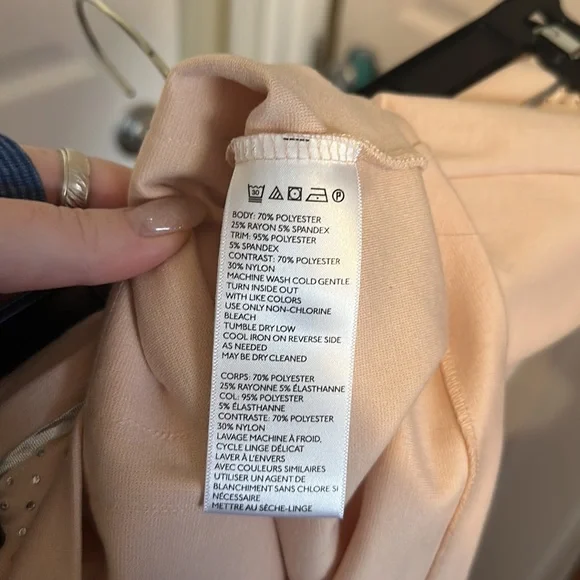 30 P
BODY: 70% POLYESTER
25% RAYON 5% SPANDEX
TRIM: 95% POLYESTER
5% SPANDEX
CONTRAST: 70% POLYESTER
30% NYLON
MACHINE WASH COLD GENTLE
TURN INSIDE OUT
WITH LIKE COLORS
USE ONLY NON-CHLORINE
BLEACH
TUMBLE DRY LOW
COOL IRON ON REVERSE SIDE
AS NEEDED
MAY BE DRY CLEANED
CORPS: 70% POLYESTER
25% RAYONNE 5% ÉLASTHANNE
COL: 95% POLYESTER
5% ÉLASTHANNE
CONTRASTE: 70% POLYESTER
30% NYLON
LAVAGE MACHINE À FROID,
CYCLE LINGE DÉLICAT
LAVER À L'ENVERS
AVEC COULEURS SIMILAIRES
UTILISER UN AGENT DE
BLANCHIMENT SANS CHLORE SI
NÉCESSAIRE
METTRE AU SÈCHE-LINGE